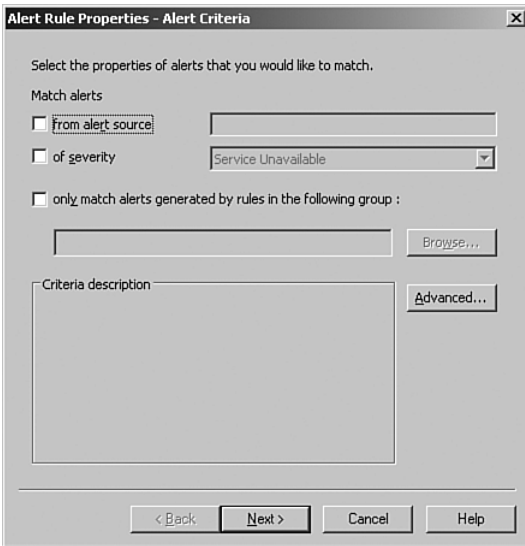 Alert Rule Properties - Alert Criteria
Select the properties of alerts that you would like to match.
Match alerts
from alert source
of severity
Service Unavailable
only match alerts generated by rules in the following group :
Browse...
Criteria description
Advanced...
< Back
Next >
Cancel
Help